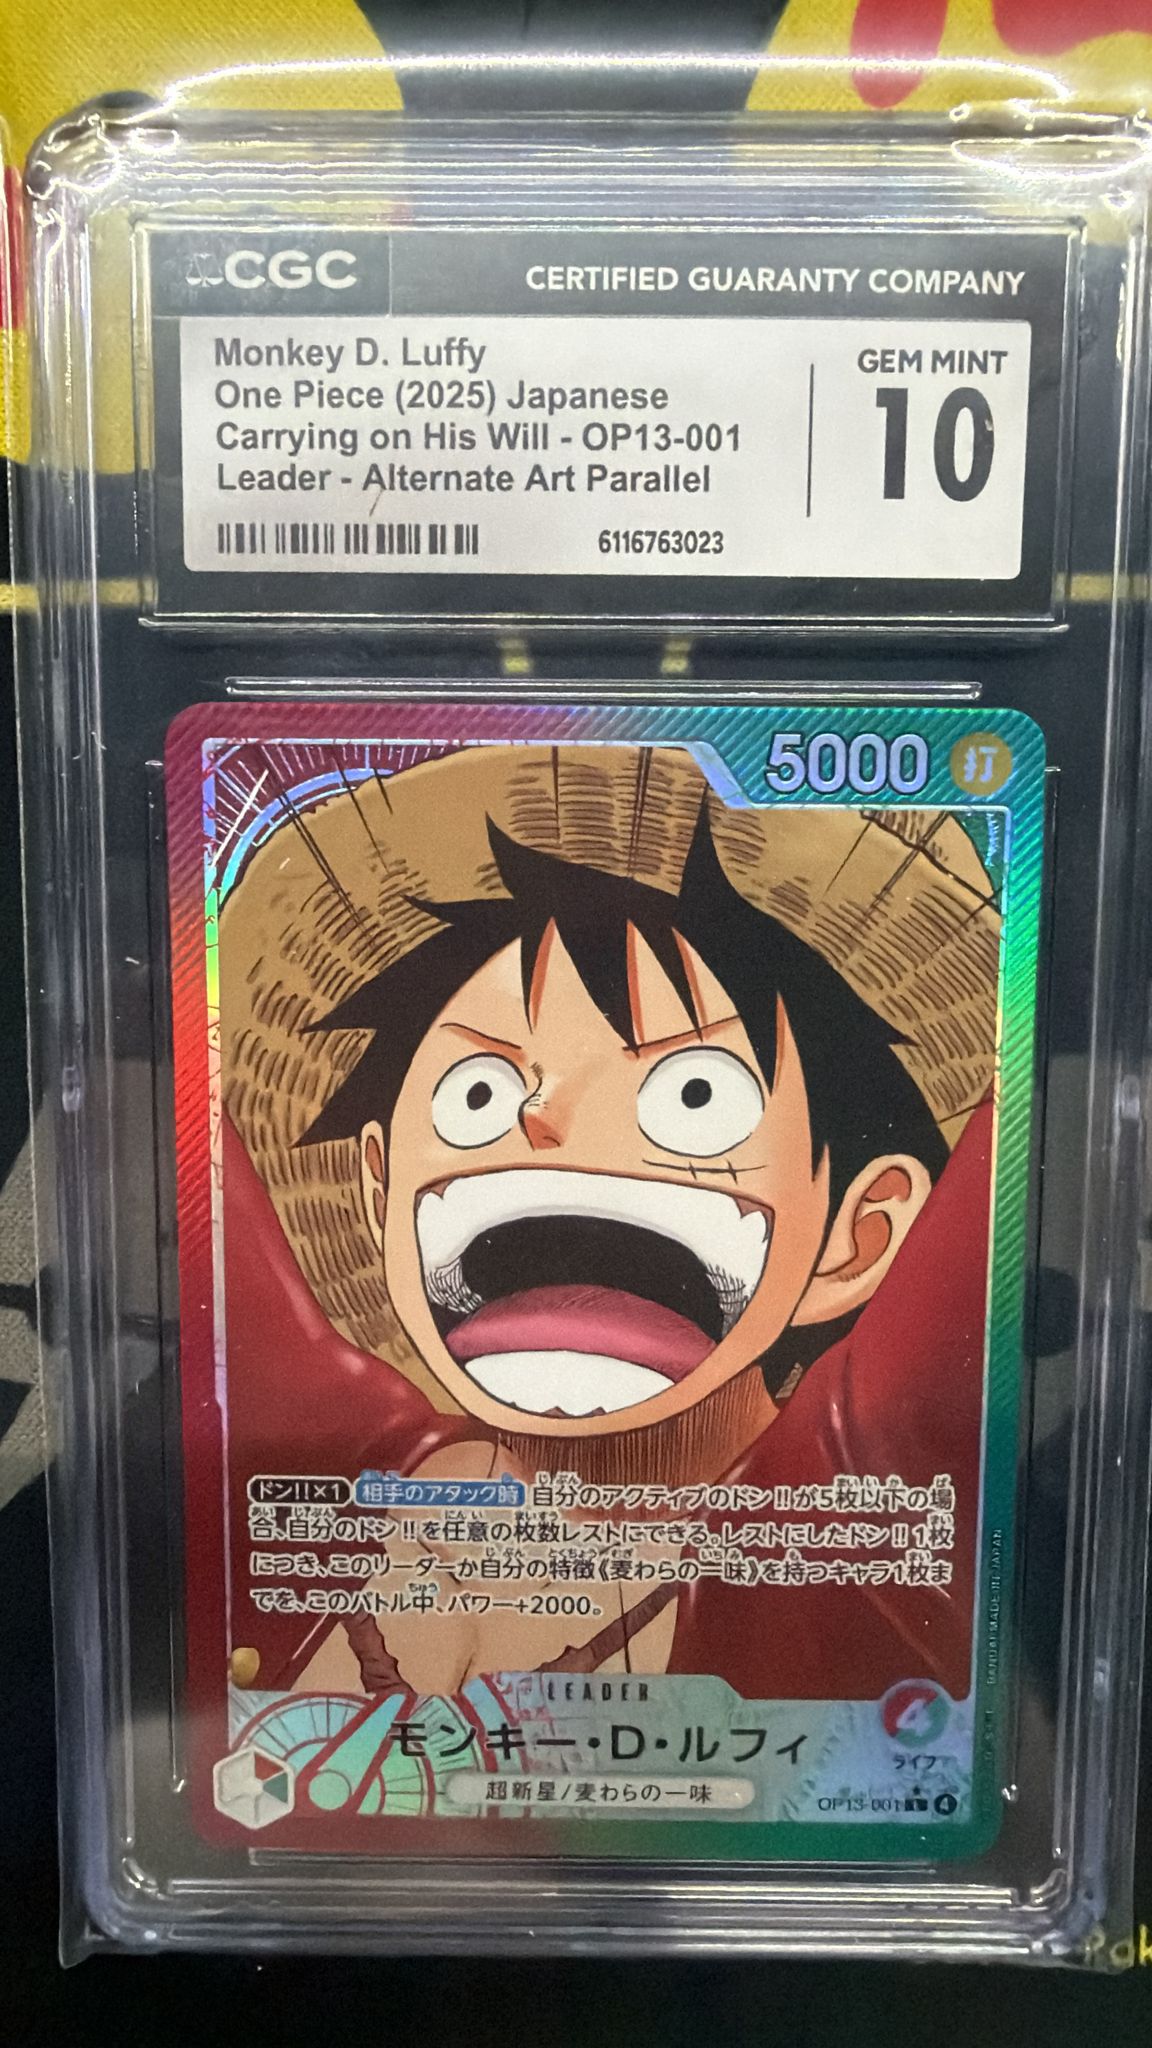 CGC
CERTIFIED GUARANTY COMPANY
Monkey D. Luffy
One Piece (2025) Japanese
Carrying on His Will - OP13-001
Leader - Alternate Art Parallel
GEM MINT
10
6116763023
5000 打
ドン!!×1 相手のアタック時 自分のアクティブのドン!!が5枚以下の場
合、自分のドン!!を任意の枚数レストにできる。レストにしたドン!!1枚
につき、このリーダーか自分の特徴《麦わらの一味》を持つキャラ1枚ま
でを、このバトル中、パワー+2000。
BANDAI MADE IN JAPAN
LEADER
モンキー・D・ルフィ
4
ライフ
超新星/麦わらの一味
OP13-001 L